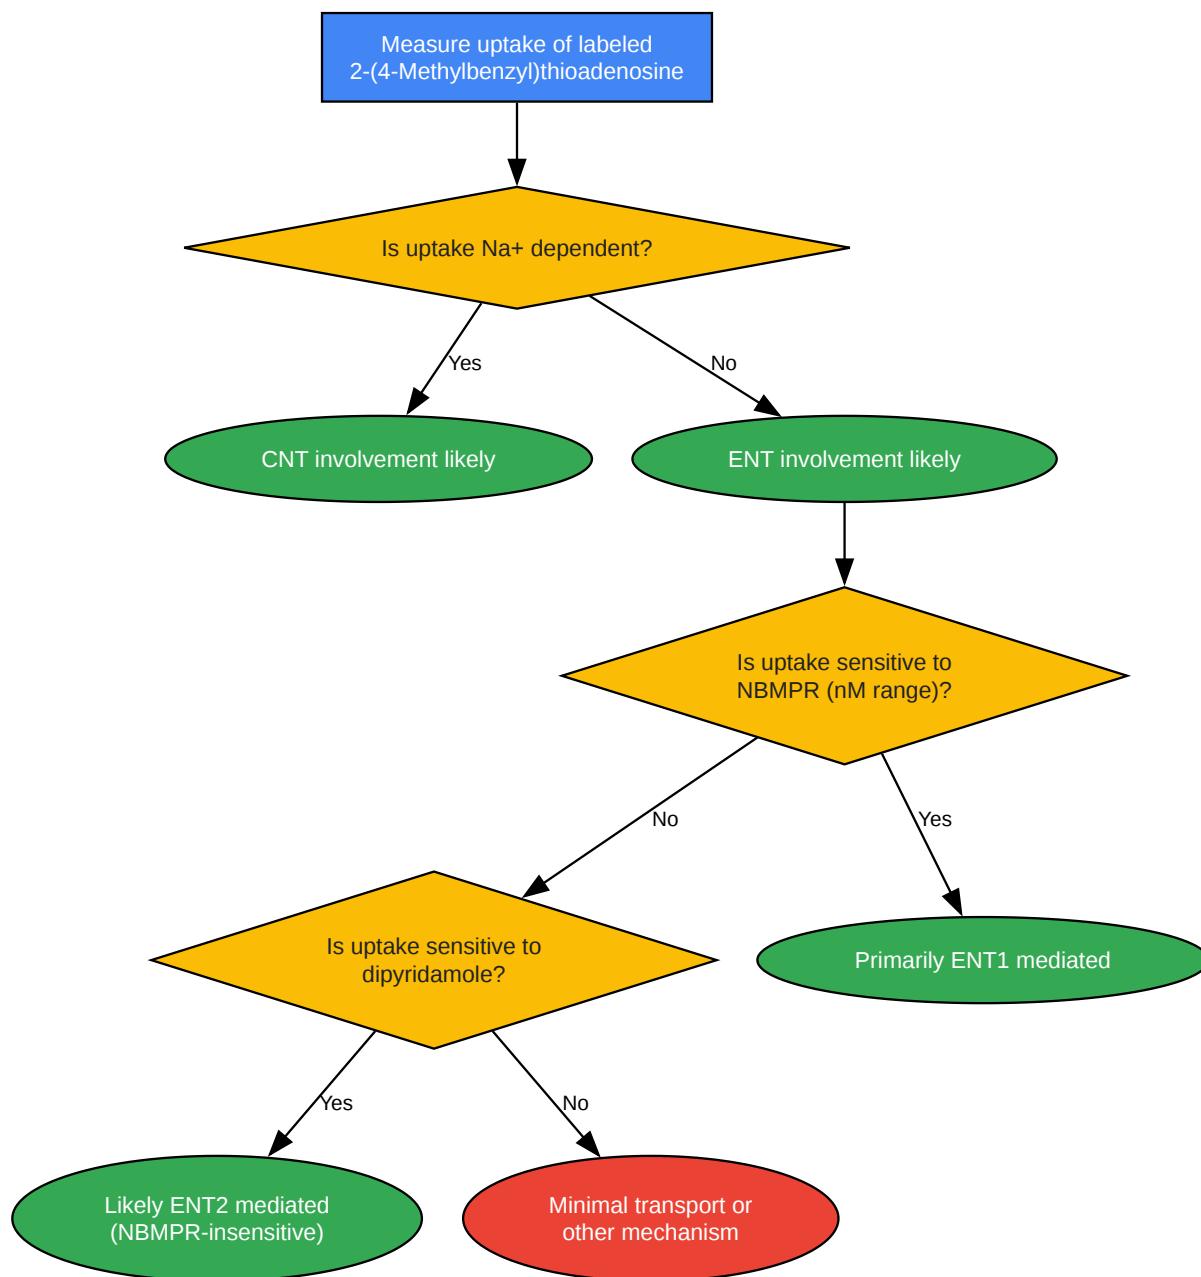 Measure uptake of labeled
2-(4-Methylbenzyl)thioadenosine
Is uptake Na+ dependent?
Yes
No
CNT involvement likely
ENT involvement likely
Is uptake sensitive to
NBMPR (nM range)?
No
Yes
Is uptake sensitive to
dipyridamole?
Primarily ENT1 mediated
Yes
No
Likely ENT2 mediated
(NBMPR-insensitive)
Minimal transport or
other mechanism